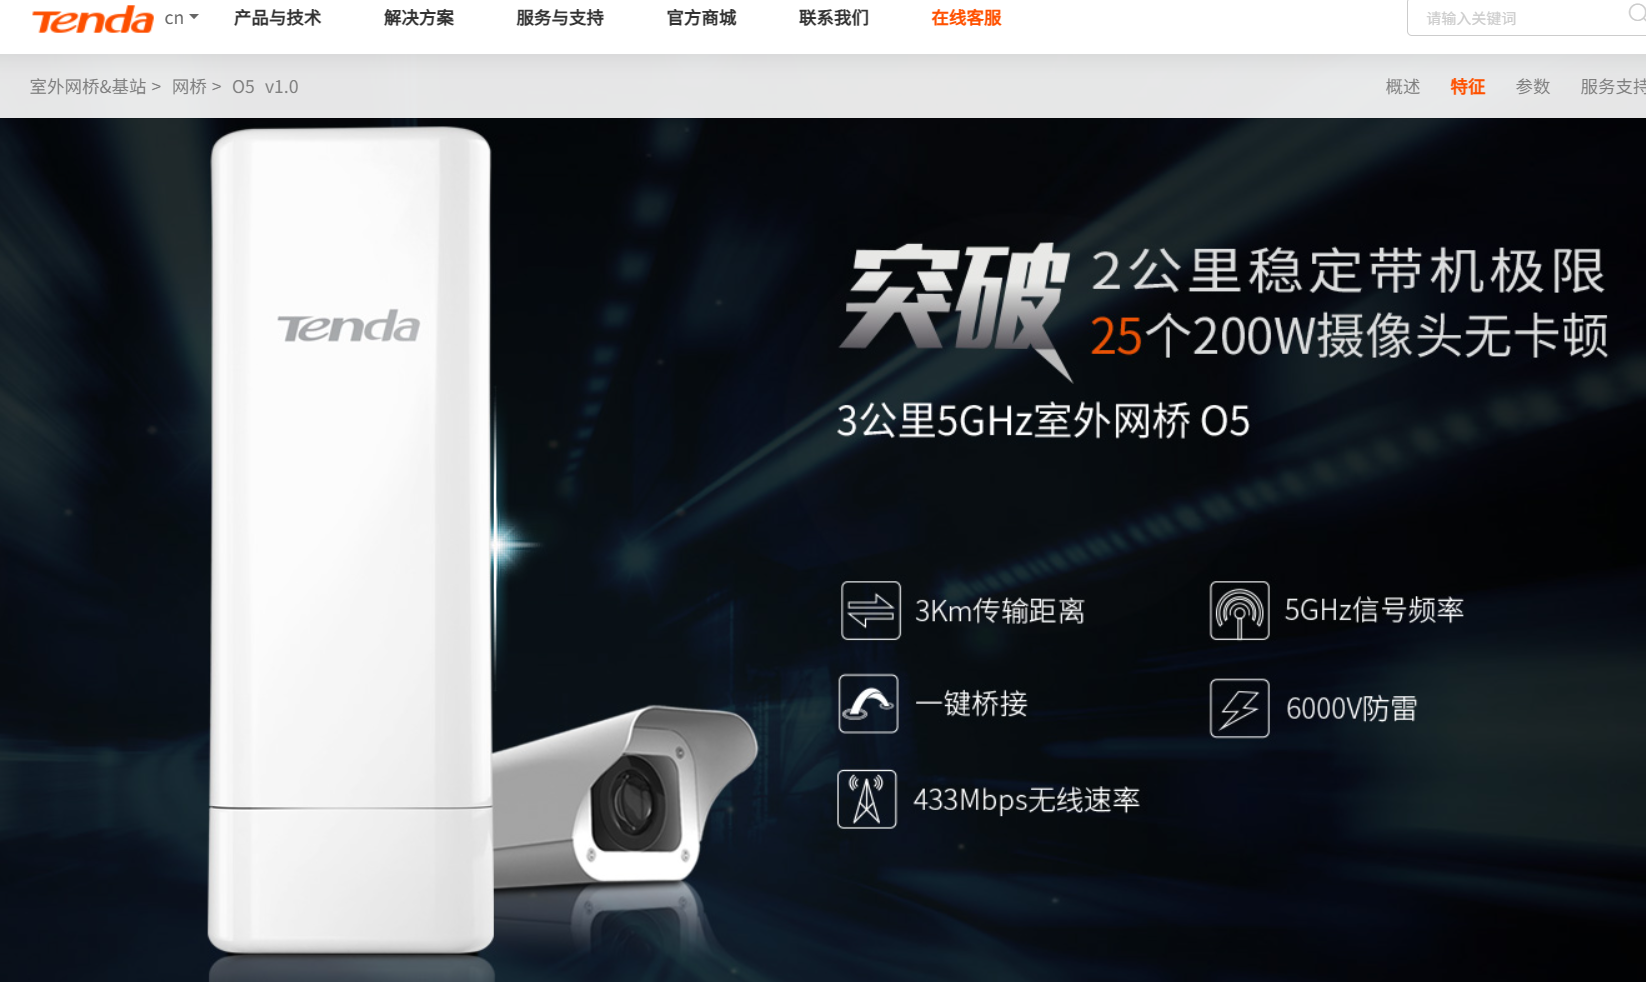 Tenda cn 产品与技术 解决方案 服务与支持 官方商城 联系我们 在线客服 请输入关键词
室外网桥&基站 > 网桥 > O5 v1.0 概述 特征 参数 服务支持
Tenda
突破 2公里稳定带机极限
25个200W摄像头无卡顿
3公里5GHz室外网桥 O5
3Km传输距离 5GHz信号频率
一键桥接 6000V防雷
433Mbps无线速率